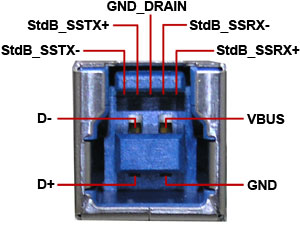 GND_DRAIN
StdB_SSTX+
StdB_SSRX-
StdB_SSTX-
StdB_SSRX+
D-
VBUS
D+
GND